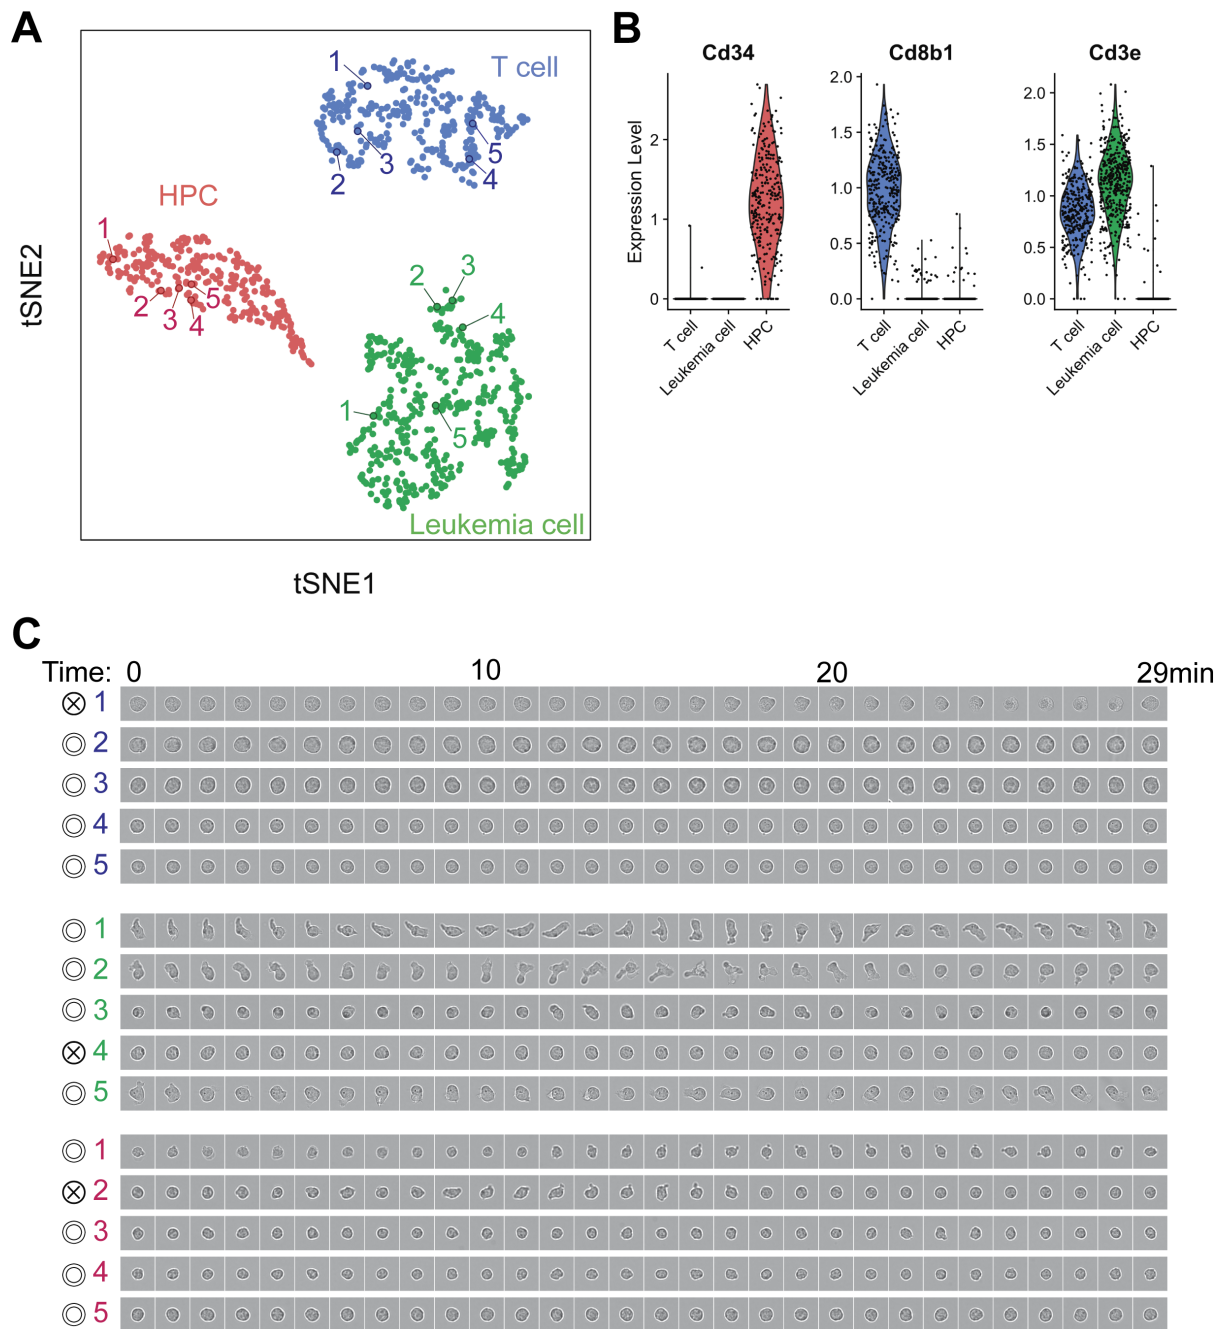 A
T cell
1
2
3
4
5
HPC
1
2
3
4
5
2
3
4
1
5
Leukemia cell
tSNE2
tSNE1
B
Cd34
Cd8b1
Cd3e
Expression Level
2
1
0
2.0
1.5
1.0
0.5
0.0
2.0
1.5
1.0
0.5
0.0
T cell
Leukemia cell
HPC
T cell
Leukemia cell
HPC
T cell
Leukemia cell
HPC
C
Time: 0 10 20 29min
1
2
3
4
5
1
2
3
4
5
1
2
3
4
5